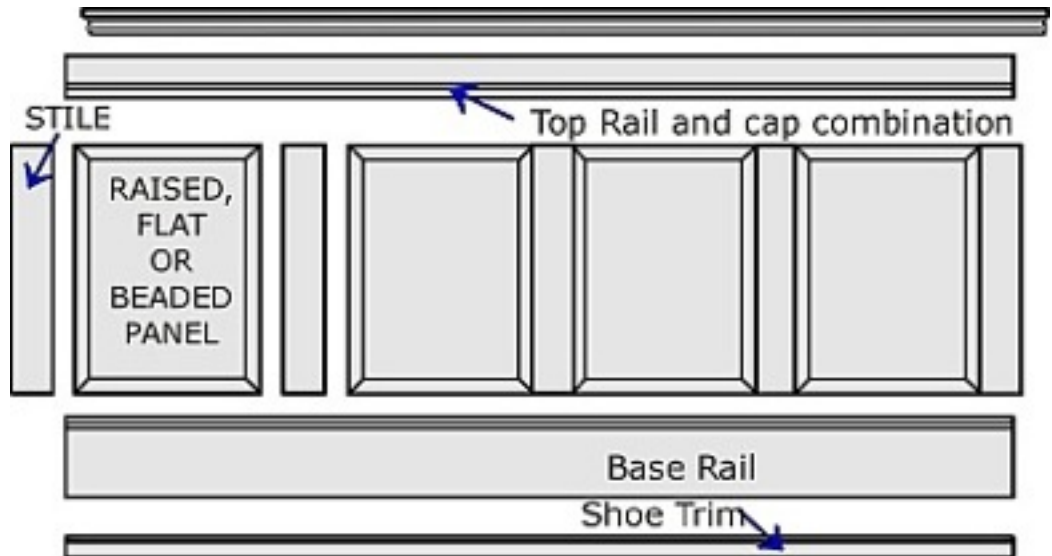 STILE
Top Rail and cap combination
RAISED,
FLAT
OR
BEADED
PANEL
Base Rail
Shoe Trim